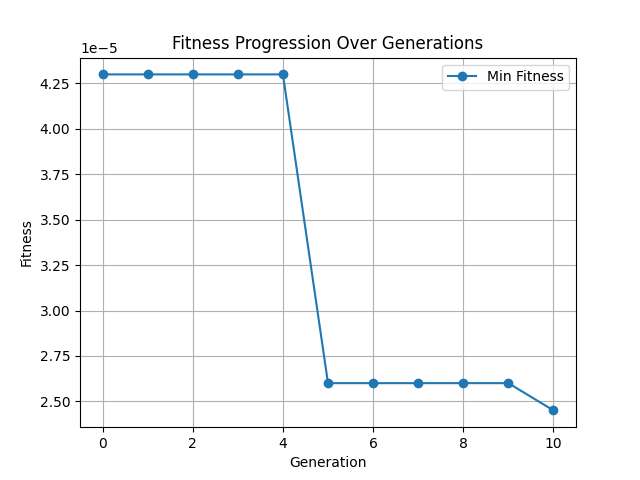 Fitness Progression Over Generations
1e−5
Min Fitness
4.25
4.00
3.75
3.50
3.25
3.00
2.75
2.50
Fitness
0 2 4 6 8 10
Generation